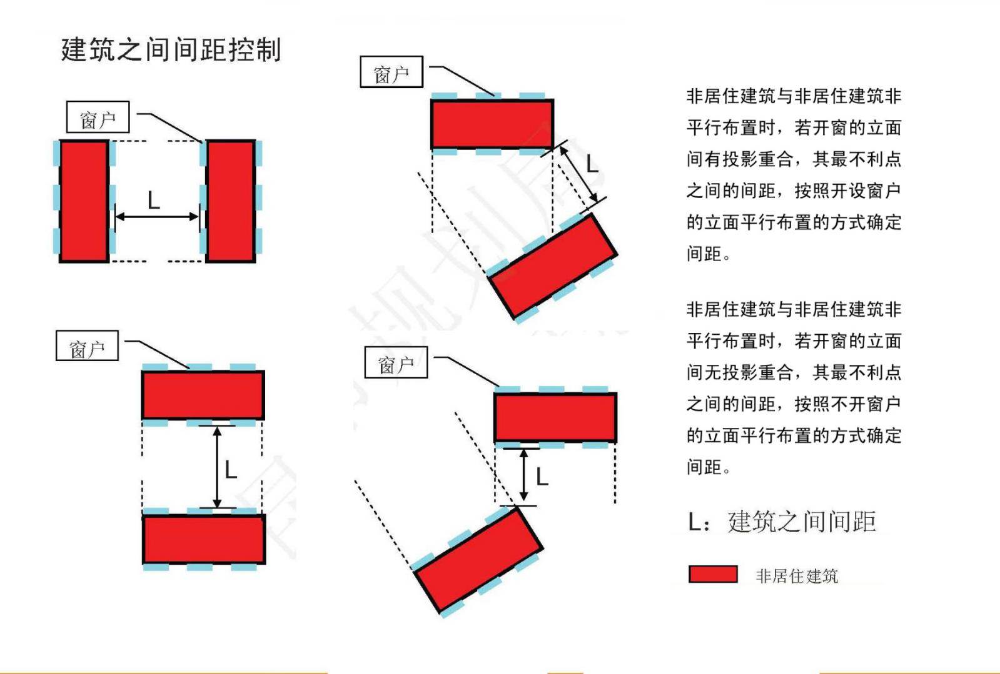 建筑之间间距控制
窗户
L
窗户
L
窗户
L
窗户
L
非居住建筑与非居住建筑非
平行布置时，若开窗的立面
间有投影重合，其最不利点
之间的间距，按照开设窗户
的立面平行布置的方式确定
间距。
非居住建筑与非居住建筑非
平行布置时，若开窗的立面
间无投影重合，其最不利点
之间的间距，按照不开窗户
的立面平行布置的方式确定
间距。
L：建筑之间间距
非居住建筑
规划局